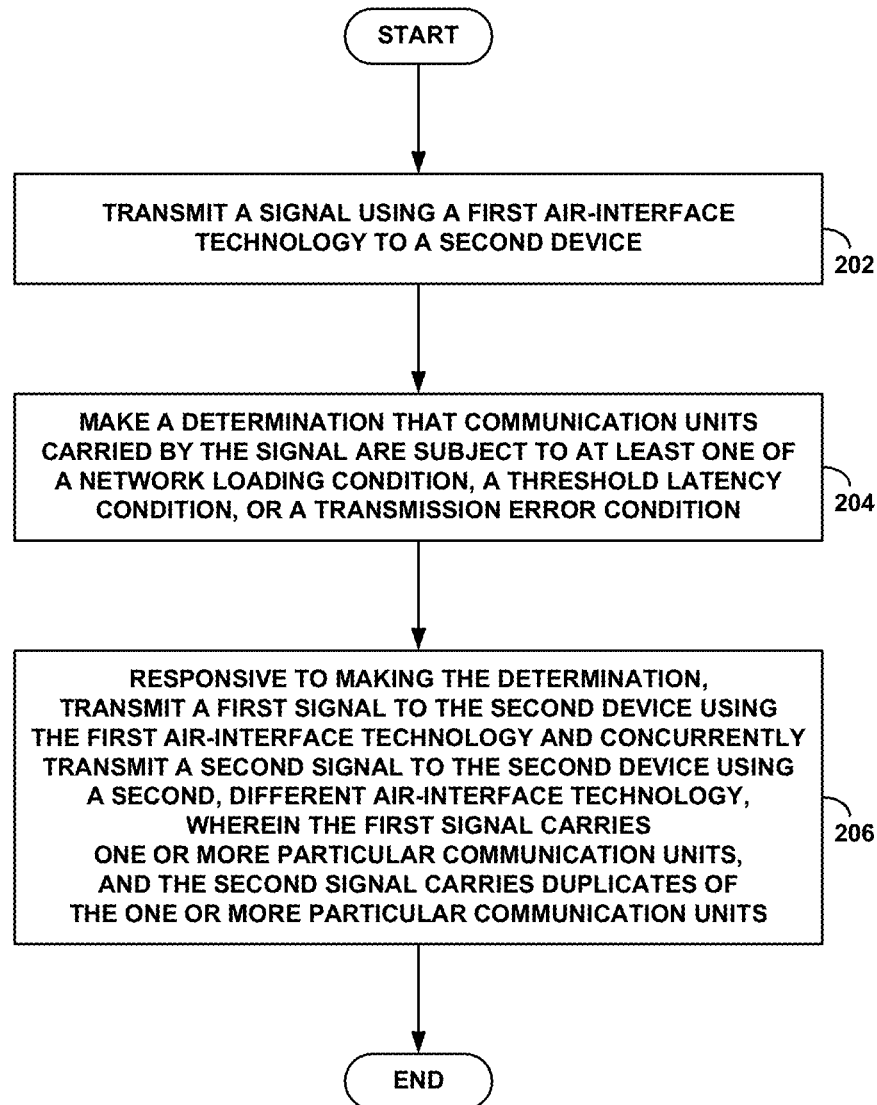 START
TRANSMIT A SIGNAL USING A FIRST AIR-INTERFACE
TECHNOLOGY TO A SECOND DEVICE
202
MAKE A DETERMINATION THAT COMMUNICATION UNITS
CARRIED BY THE SIGNAL ARE SUBJECT TO AT LEAST ONE OF
A NETWORK LOADING CONDITION, A THRESHOLD LATENCY
CONDITION, OR A TRANSMISSION ERROR CONDITION
204
RESPONSIVE TO MAKING THE DETERMINATION,
TRANSMIT A FIRST SIGNAL TO THE SECOND DEVICE USING
THE FIRST AIR-INTERFACE TECHNOLOGY AND CONCURRENTLY
TRANSMIT A SECOND SIGNAL TO THE SECOND DEVICE USING
A SECOND, DIFFERENT AIR-INTERFACE TECHNOLOGY,
WHEREIN THE FIRST SIGNAL CARRIES
ONE OR MORE PARTICULAR COMMUNICATION UNITS,
AND THE SECOND SIGNAL CARRIES DUPLICATES OF
THE ONE OR MORE PARTICULAR COMMUNICATION UNITS
206
END